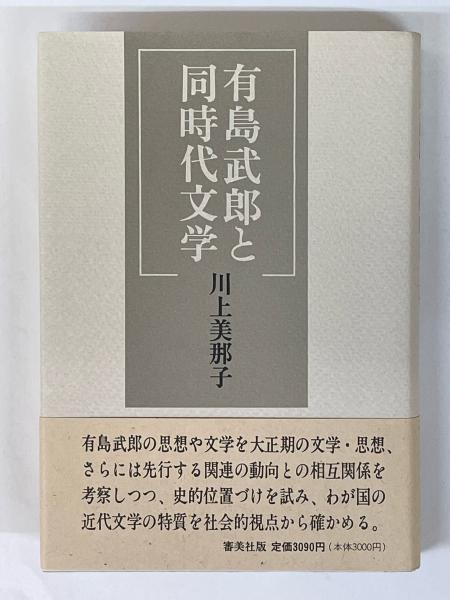 有島武郎と
同時代文学
川上美那子
有島武郎の思想や文学を大正期の文学・思想、
さらには先行する関連の動向との相互関係を
考察しつつ、史的位置づけを試み、わが国の
近代文学の特質を社会的視点から確かめる。
審美社版 定価3090円（本体3000円）